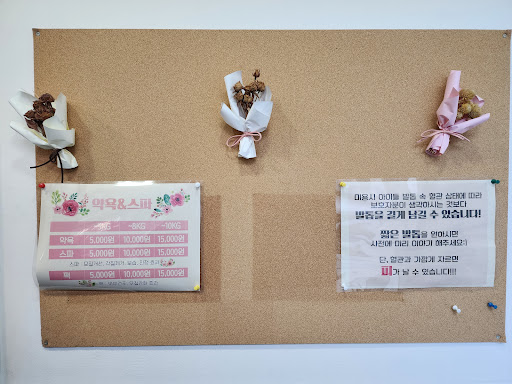 약욕&스파
~5KG ~8KG ~10KG
약욕 5,000원 10,000원 15,000원
스파 5,000원 10,000원 15,000원
팩 5,000원 10,000원 15,000원
미용시 아이들 발톱 속 혈관 상태에 따라
보호자분이 생각하시는 것보다
발톱을 길게 남길 수 있습니다!
짧은 발톱을 원하시면
사전에 미리 이야기 해주세요:)
단, 혈관과 가깝게 자르면
피가 날 수 있습니다!!!